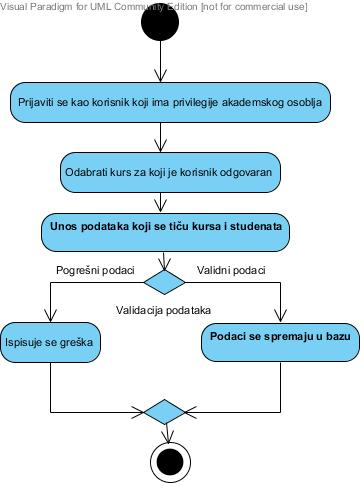 Visual Paradigm for UML Community Edition [not for commercial use]
Prijaviti se kao korisnik koji ima privilegije akademskog osoblja
Odabrati kurs za koji je korisnik odgovaran
Unos podataka koji se tiču kursa i studenata
Pogrešni podaci
Validni podaci
Validacija podataka
Ispisuje se greška
Podaci se spremaju u bazu